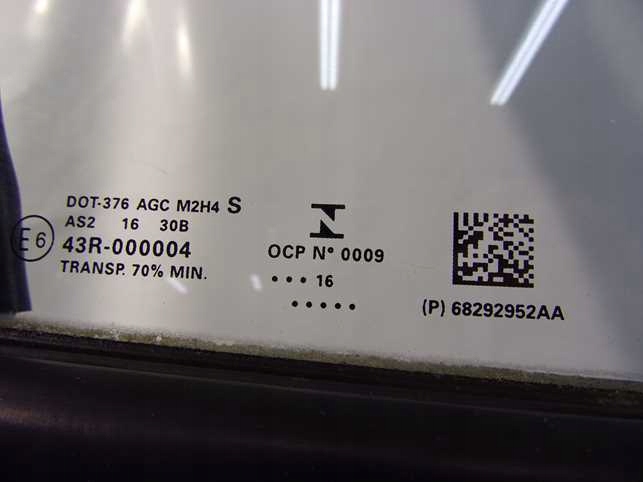 DOT-376 AGC M2H4 S
AS2 16 30B
E6 43R-000004
TRANSP. 70% MIN.
OCP N° 0009
••• 16
•••••
(P) 68292952AA